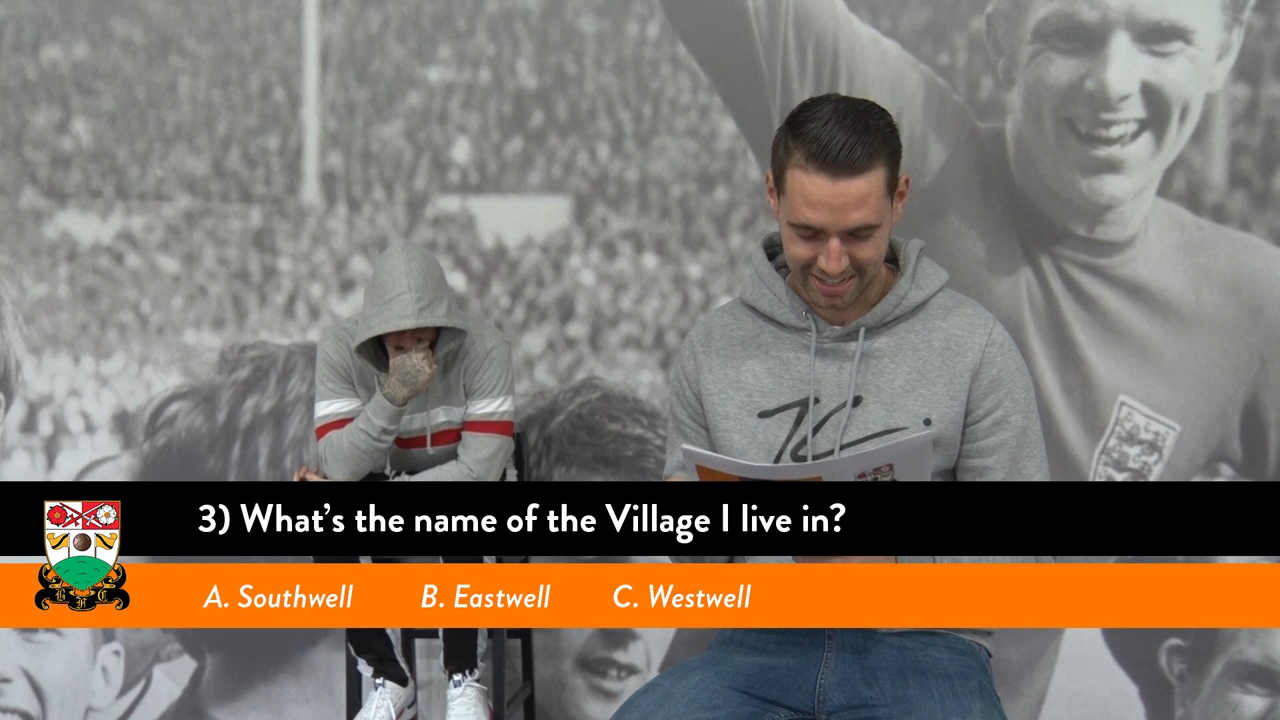 3) What's the name of the Village I live in?
A. Southwell B. Eastwell C. Westwell
B F C